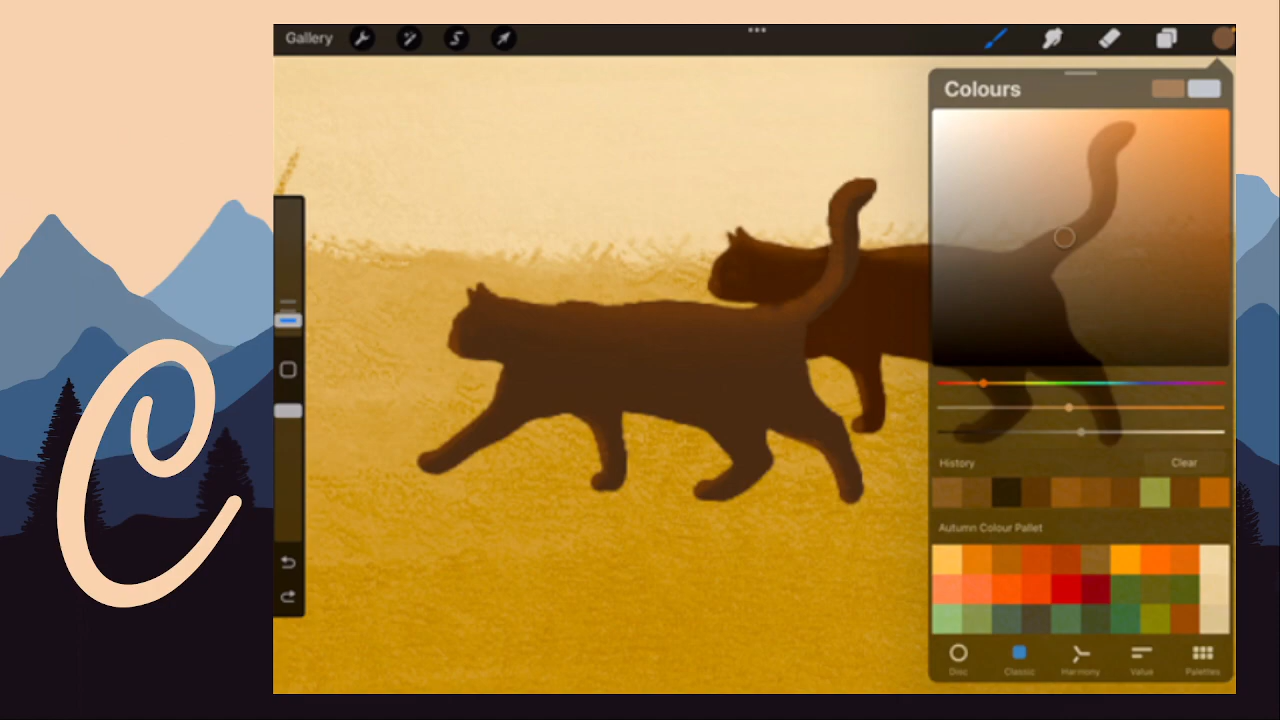 Gallery
Colours
History Clear
Autumn Colour Pallet
Disc Classic Harmony Value Palettes
C